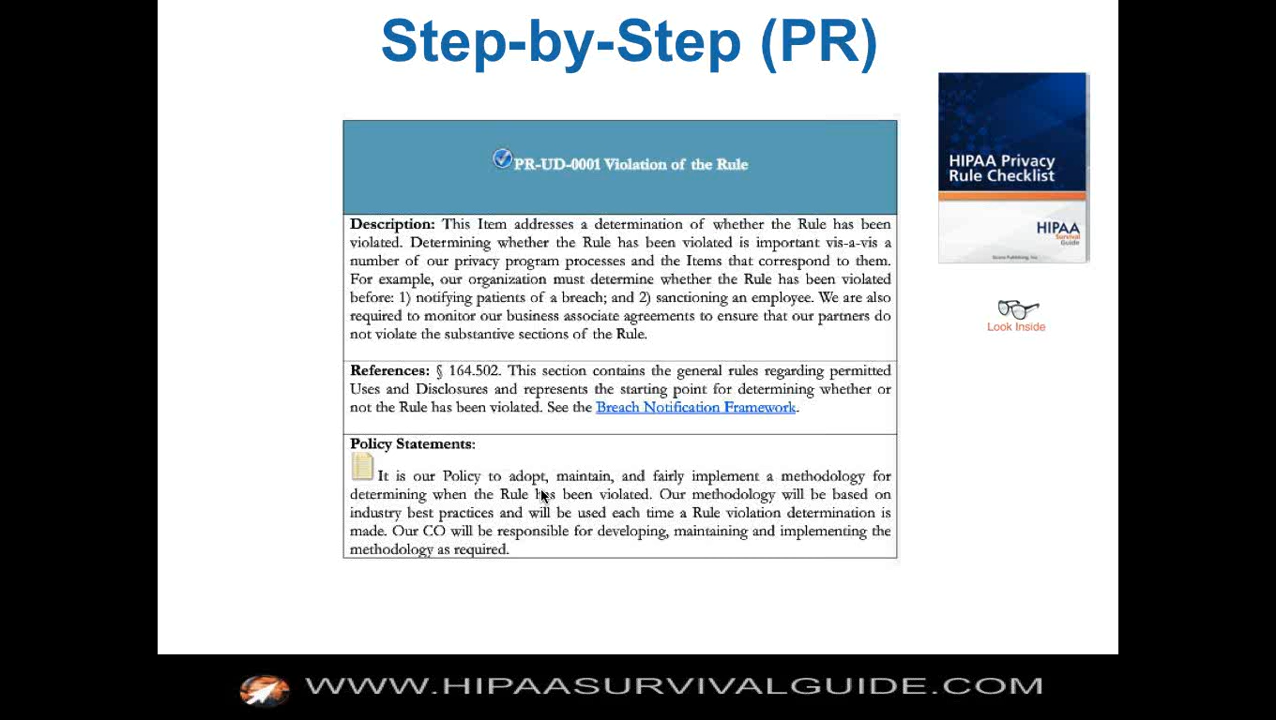 Step-by-Step (PR)
PR-UD-0001 Violation of the Rule
Description: This Item addresses a determination of whether the Rule has been
violated. Determining whether the Rule has been violated is important vis-a-vis a
number of our privacy program processes and the Items that correspond to them.
For example, our organization must determine whether the Rule has been violated
before: 1) notifying patients of a breach; and 2) sanctioning an employee. We are also
required to monitor our business associate agreements to ensure that our partners do
not violate the substantive sections of the Rule.
References: § 164.502. This section contains the general rules regarding permitted
Uses and Disclosures and represents the starting point for determining whether or
not the Rule has been violated. See the Breach Notification Framework.
Policy Statements:
It is our Policy to adopt, maintain, and fairly implement a methodology for
determining when the Rule has been violated. Our methodology will be based on
industry best practices and will be used each time a Rule violation determination is
made. Our CO will be responsible for developing, maintaining and implementing the
methodology as required.
HIPAA Privacy
Rule Checklist
HIPAA
Survival
Guide
Publishing, Inc.
Look Inside
WWW.HIPAASURVIVALGUIDE.COM